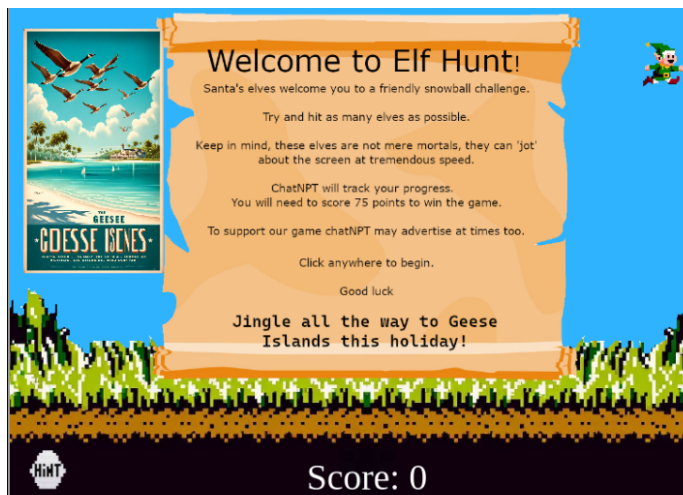 Welcome to Elf Hunt!
Santa's elves welcome you to a friendly snowball challenge.
Try and hit as many elves as possible.
Keep in mind, these elves are not mere mortals, they can 'jot'
about the screen at tremendous speed.
ChatNPT will track your progress.
You will need to score 75 points to win the game.
To support our game chatNPT may advertise at times too.
Click anywhere to begin.
Good luck
Jingle all the way to Geese
Islands this holiday!
THE
GEESEE
HiNT
Score: 0